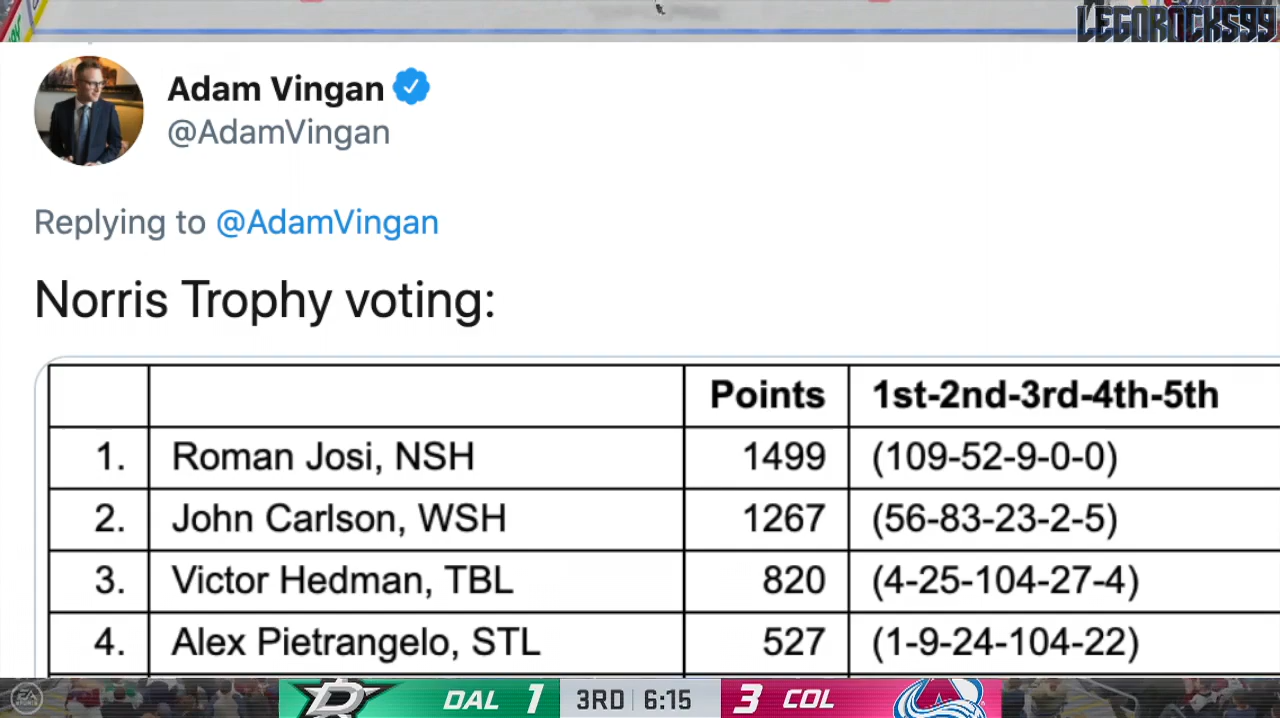 LEGOROCKS99
Adam Vingan
@AdamVingan
Replying to @AdamVingan
Norris Trophy voting:
Points 1st-2nd-3rd-4th-5th
1. Roman Josi, NSH 1499 (109-52-9-0-0)
2. John Carlson, WSH 1267 (56-83-23-2-5)
3. Victor Hedman, TBL 820 (4-25-104-27-4)
4. Alex Pietrangelo, STL 527 (1-9-24-104-22)
EA SPORTS D DAL 1 3RD 6:15 3 COL